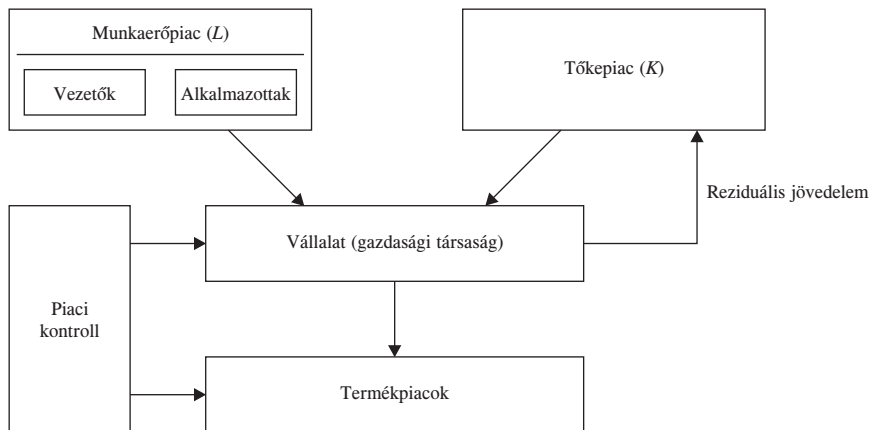 Munkaerőpiac (L)
Vezetők
Alkalmazottak
Tőkepiac (K)
Reziduális jövedelem
Vállalat (gazdasági társaság)
Piaci
kontroll
Termékpiacok